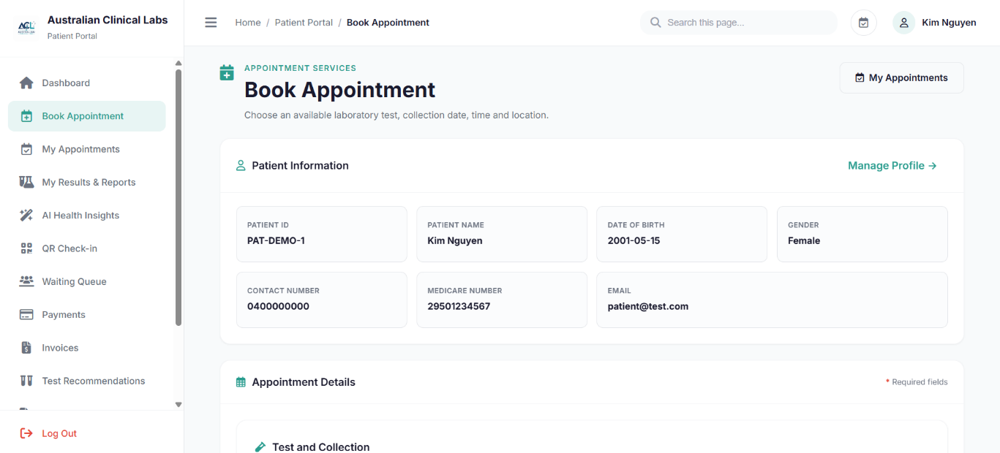 ACL
AUSTRALIAN
Australian Clinical Labs
Patient Portal
Dashboard
Book Appointment
My Appointments
My Results & Reports
AI Health Insights
QR Check-in
Waiting Queue
Payments
Invoices
Test Recommendations
Log Out
Home / Patient Portal / Book Appointment
Search this page...
Kim Nguyen
APPOINTMENT SERVICES
Book Appointment
Choose an available laboratory test, collection date, time and location.
My Appointments
Patient Information
Manage Profile →
PATIENT ID
PAT-DEMO-1
PATIENT NAME
Kim Nguyen
DATE OF BIRTH
2001-05-15
GENDER
Female
CONTACT NUMBER
0400000000
MEDICARE NUMBER
29501234567
EMAIL
patient@test.com
Appointment Details
* Required fields
Test and Collection